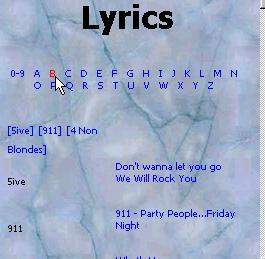 Lyrics
0-9 A B C D E F G H I J K L M N
O P Q R S T U V W X Y Z
[5ive] [911] [4 Non
Blondes]
Don't wanna let you go
5ive We Will Rock You
911 - Party People...Friday
911 Night